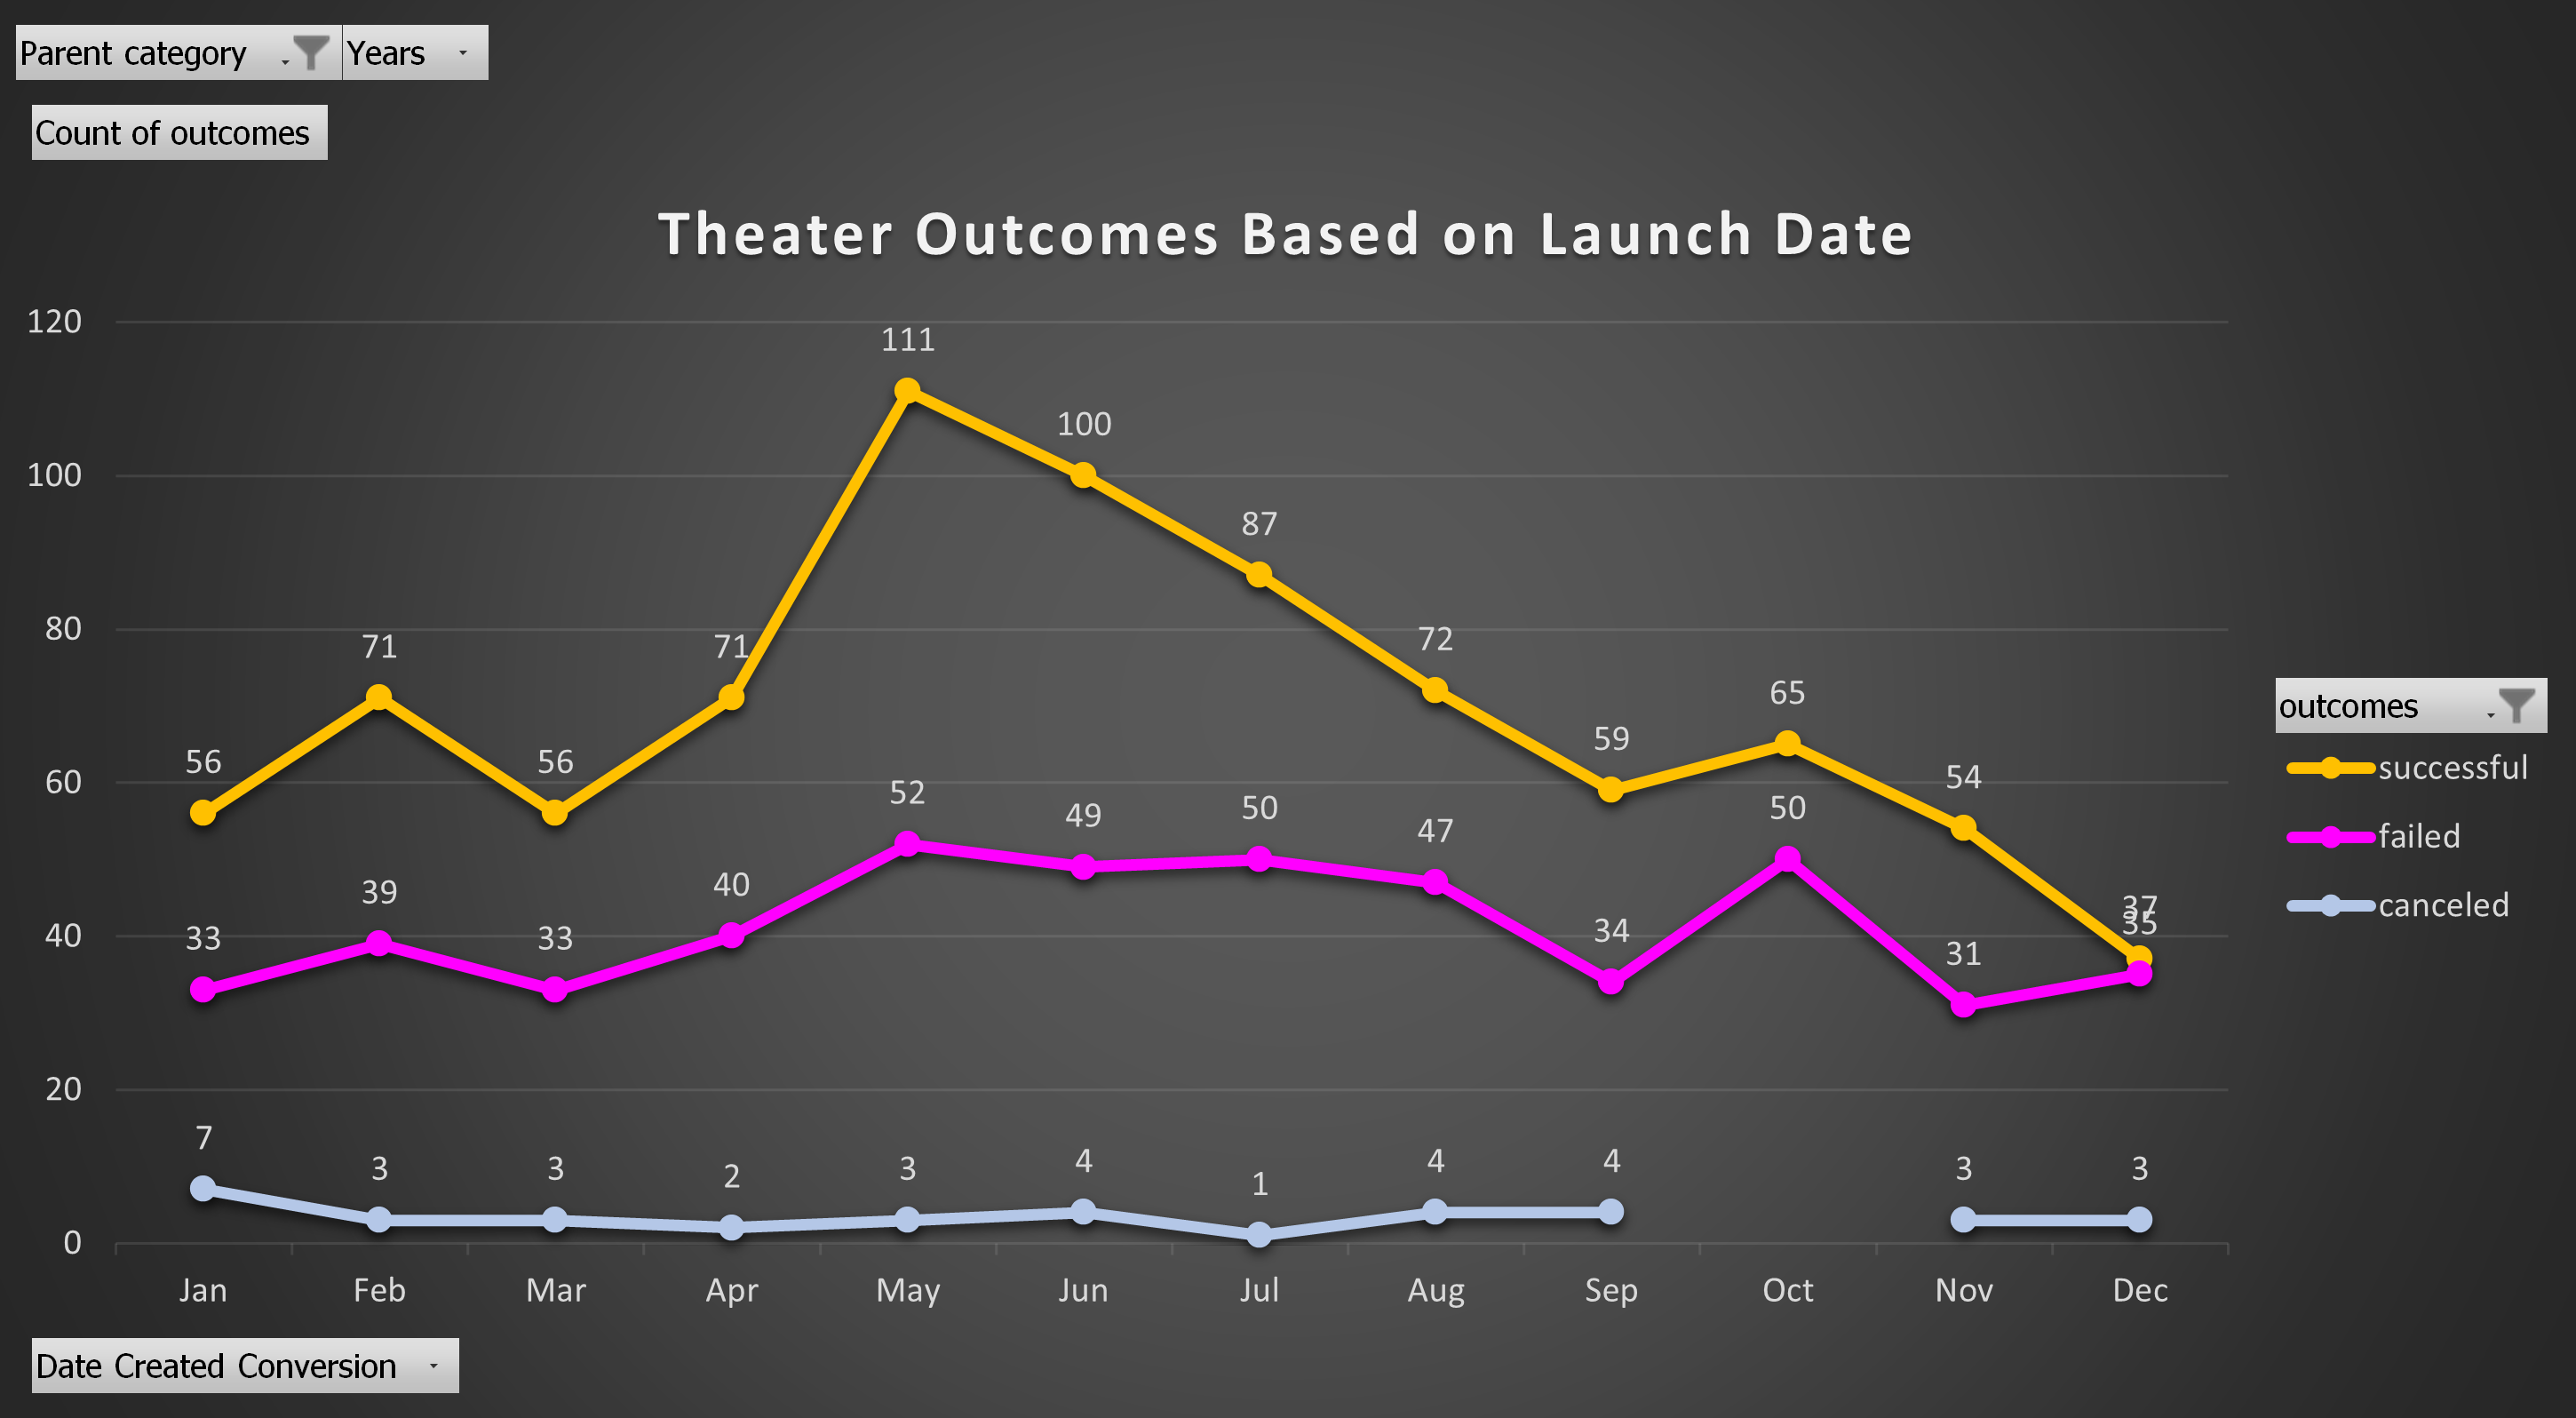 Parent category Years
Count of outcomes
Theater Outcomes Based on Launch Date
120
100
80
60
40
20
0
56 71 56 71 111 100 87 72 59 65 54 37
33 39 33 40 52 49 50 47 34 50 31 35
7 3 3 2 3 4 1 4 4 3 3
Jan Feb Mar Apr May Jun Jul Aug Sep Oct Nov Dec
outcomes
successful
failed
canceled
Date Created Conversion